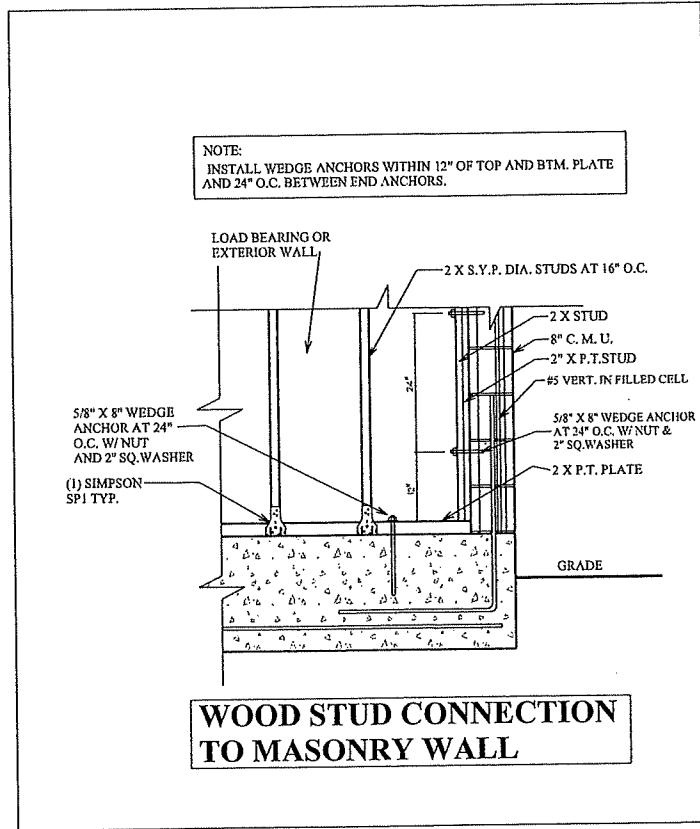 NOTE:
INSTALL WEDGE ANCHORS WITHIN 12" OF TOP AND BTM. PLATE
AND 24" O.C. BETWEEN END ANCHORS.
LOAD BEARING OR
EXTERIOR WALL
2 X S.Y.P. DIA. STUDS AT 16" O.C.
2 X STUD
8" C. M. U.
2" X P.T.STUD
#5 VERT. IN FILLED CELL
24"
5/8" X 8" WEDGE
ANCHOR AT 24"
O.C. W/ NUT
AND 2" SQ.WASHER
5/8" X 8" WEDGE ANCHOR
AT 24" O.C. W/ NUT &
2" SQ.WASHER
(1) SIMPSON
SP1 TYP.
12"
2 X P.T. PLATE
GRADE
WOOD STUD CONNECTION
TO MASONRY WALL